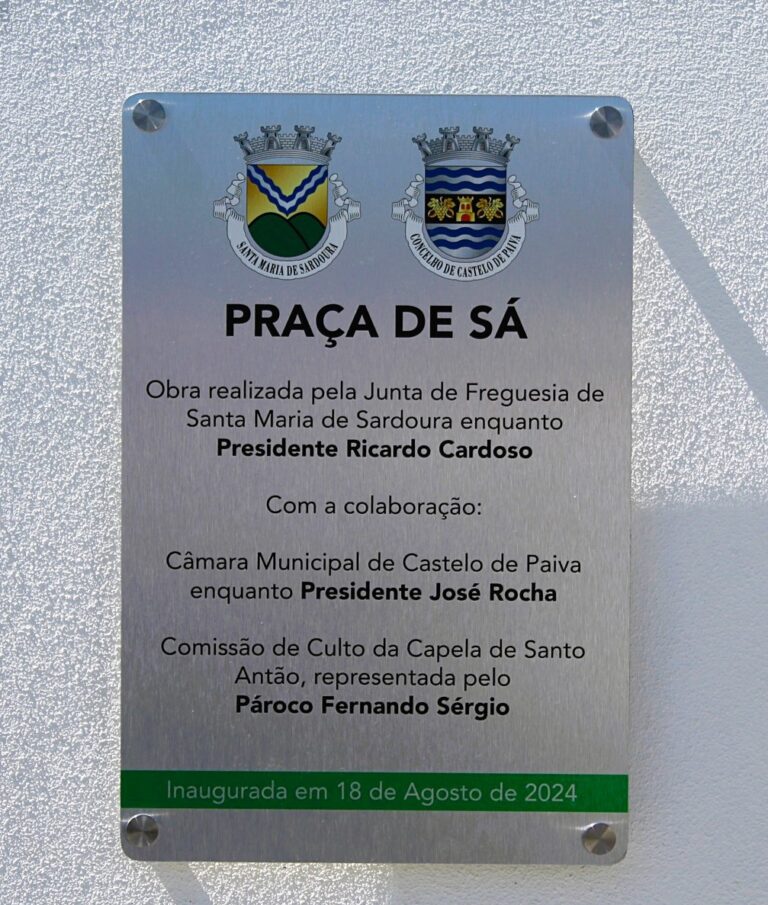 SANTA MARIA DE SARDOURA
CONCELHO DE CASTELO DE PAIVA
PRAÇA DE SÁ
Obra realizada pela Junta de Freguesia de
Santa Maria de Sardoura enquanto
Presidente Ricardo Cardoso
Com a colaboração:
Câmara Municipal de Castelo de Paiva
enquanto Presidente José Rocha
Comissão de Culto da Capela de Santo
Antão, representada pelo
Pároco Fernando Sérgio
Inaugurada em 18 de Agosto de 2024